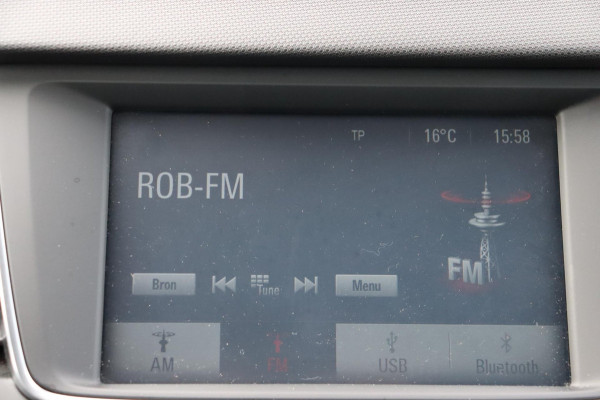 TP 16°C 15:58
ROB-FM
FM
Bron Tune Menu
AM FM USB Bluetooth